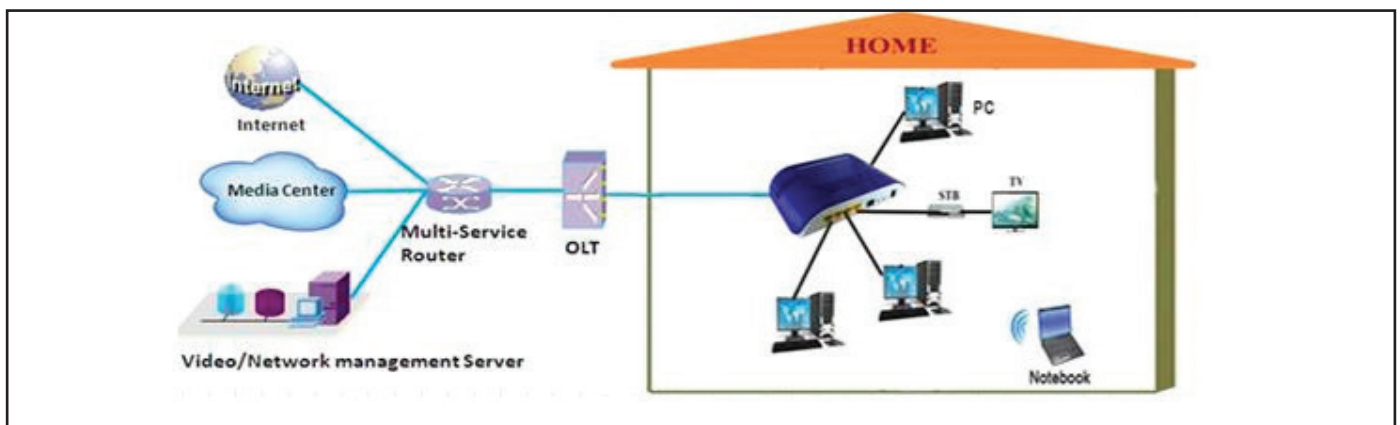 HOME
Internet
Internet
PC
Media Center
STB
TV
Multi-Service
Router
OLT
Video/Network management Server
Notebook